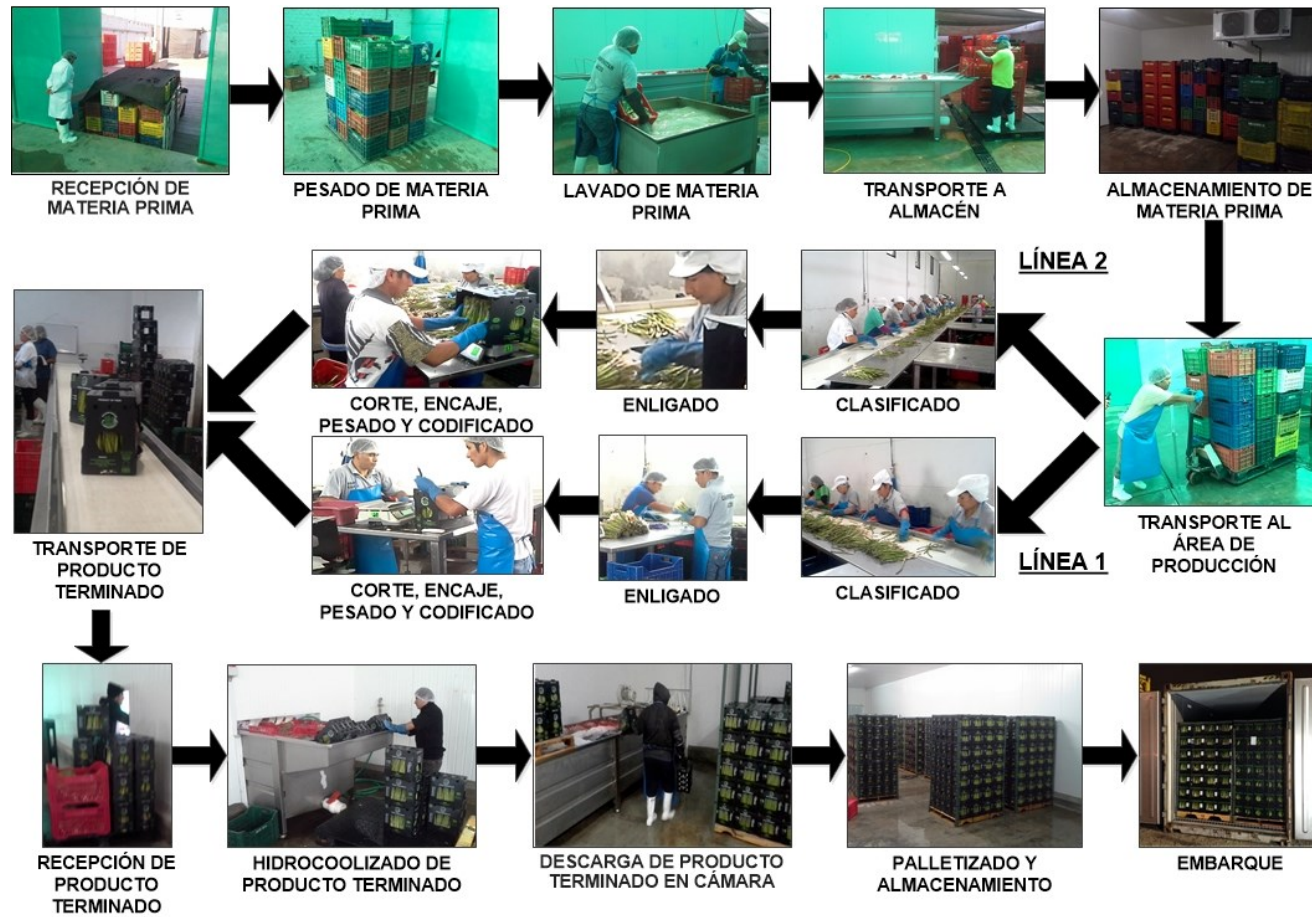 RECEPCIÓN DE
MATERIA PRIMA
PESADO DE MATERIA
PRIMA
LAVADO DE MATERIA
PRIMA
TRANSPORTE A
ALMACÉN
ALMACENAMIENTO DE
MATERIA PRIMA
LÍNEA 2
TRANSPORTE AL
ÁREA DE
PRODUCCIÓN
CLASIFICADO
ENLIGADO
CORTE, ENCAJE,
PESADO Y CODIFICADO
LÍNEA 1
CLASIFICADO
ENLIGADO
CORTE, ENCAJE,
PESADO Y CODIFICADO
TRANSPORTE DE
PRODUCTO
TERMINADO
RECEPCIÓN DE
PRODUCTO
TERMINADO
HIDROCOOLIZADO DE
PRODUCTO TERMINADO
DESCARGA DE PRODUCTO
TERMINADO EN CÁMARA
PALLETIZADO Y
ALMACENAMIENTO
EMBARQUE